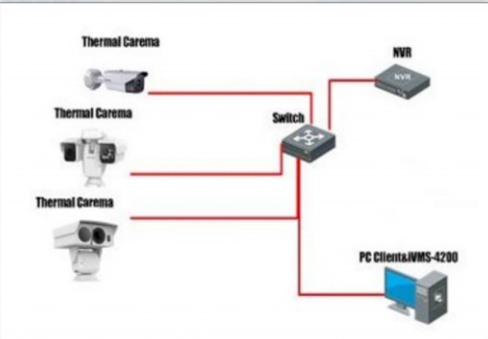 Thermal Carema
NVR
NVR
Thermal Carema
Switch
Thermal Carema
PC Client&iVMS-4200